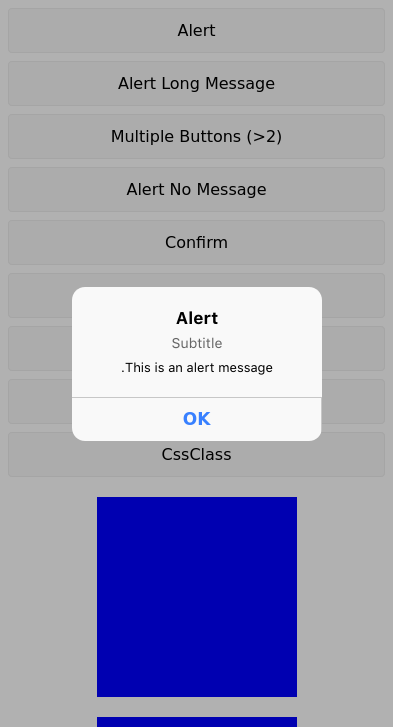 Alert
Alert Long Message
Multiple Buttons (>2)
Alert No Message
Confirm
Alert
Subtitle
.This is an alert message
OK
CssClass